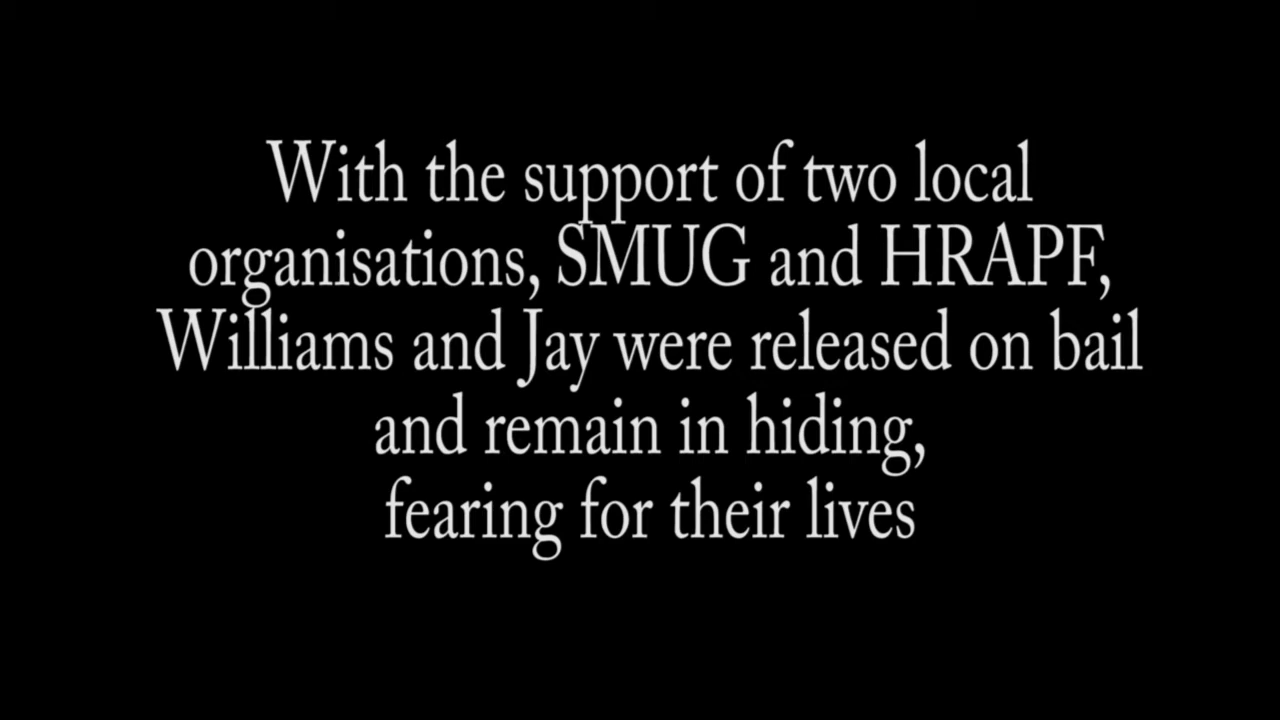 With the support of two local
organisations, SMUG and HRAPF,
Williams and Jay were released on bail
and remain in hiding,
fearing for their lives